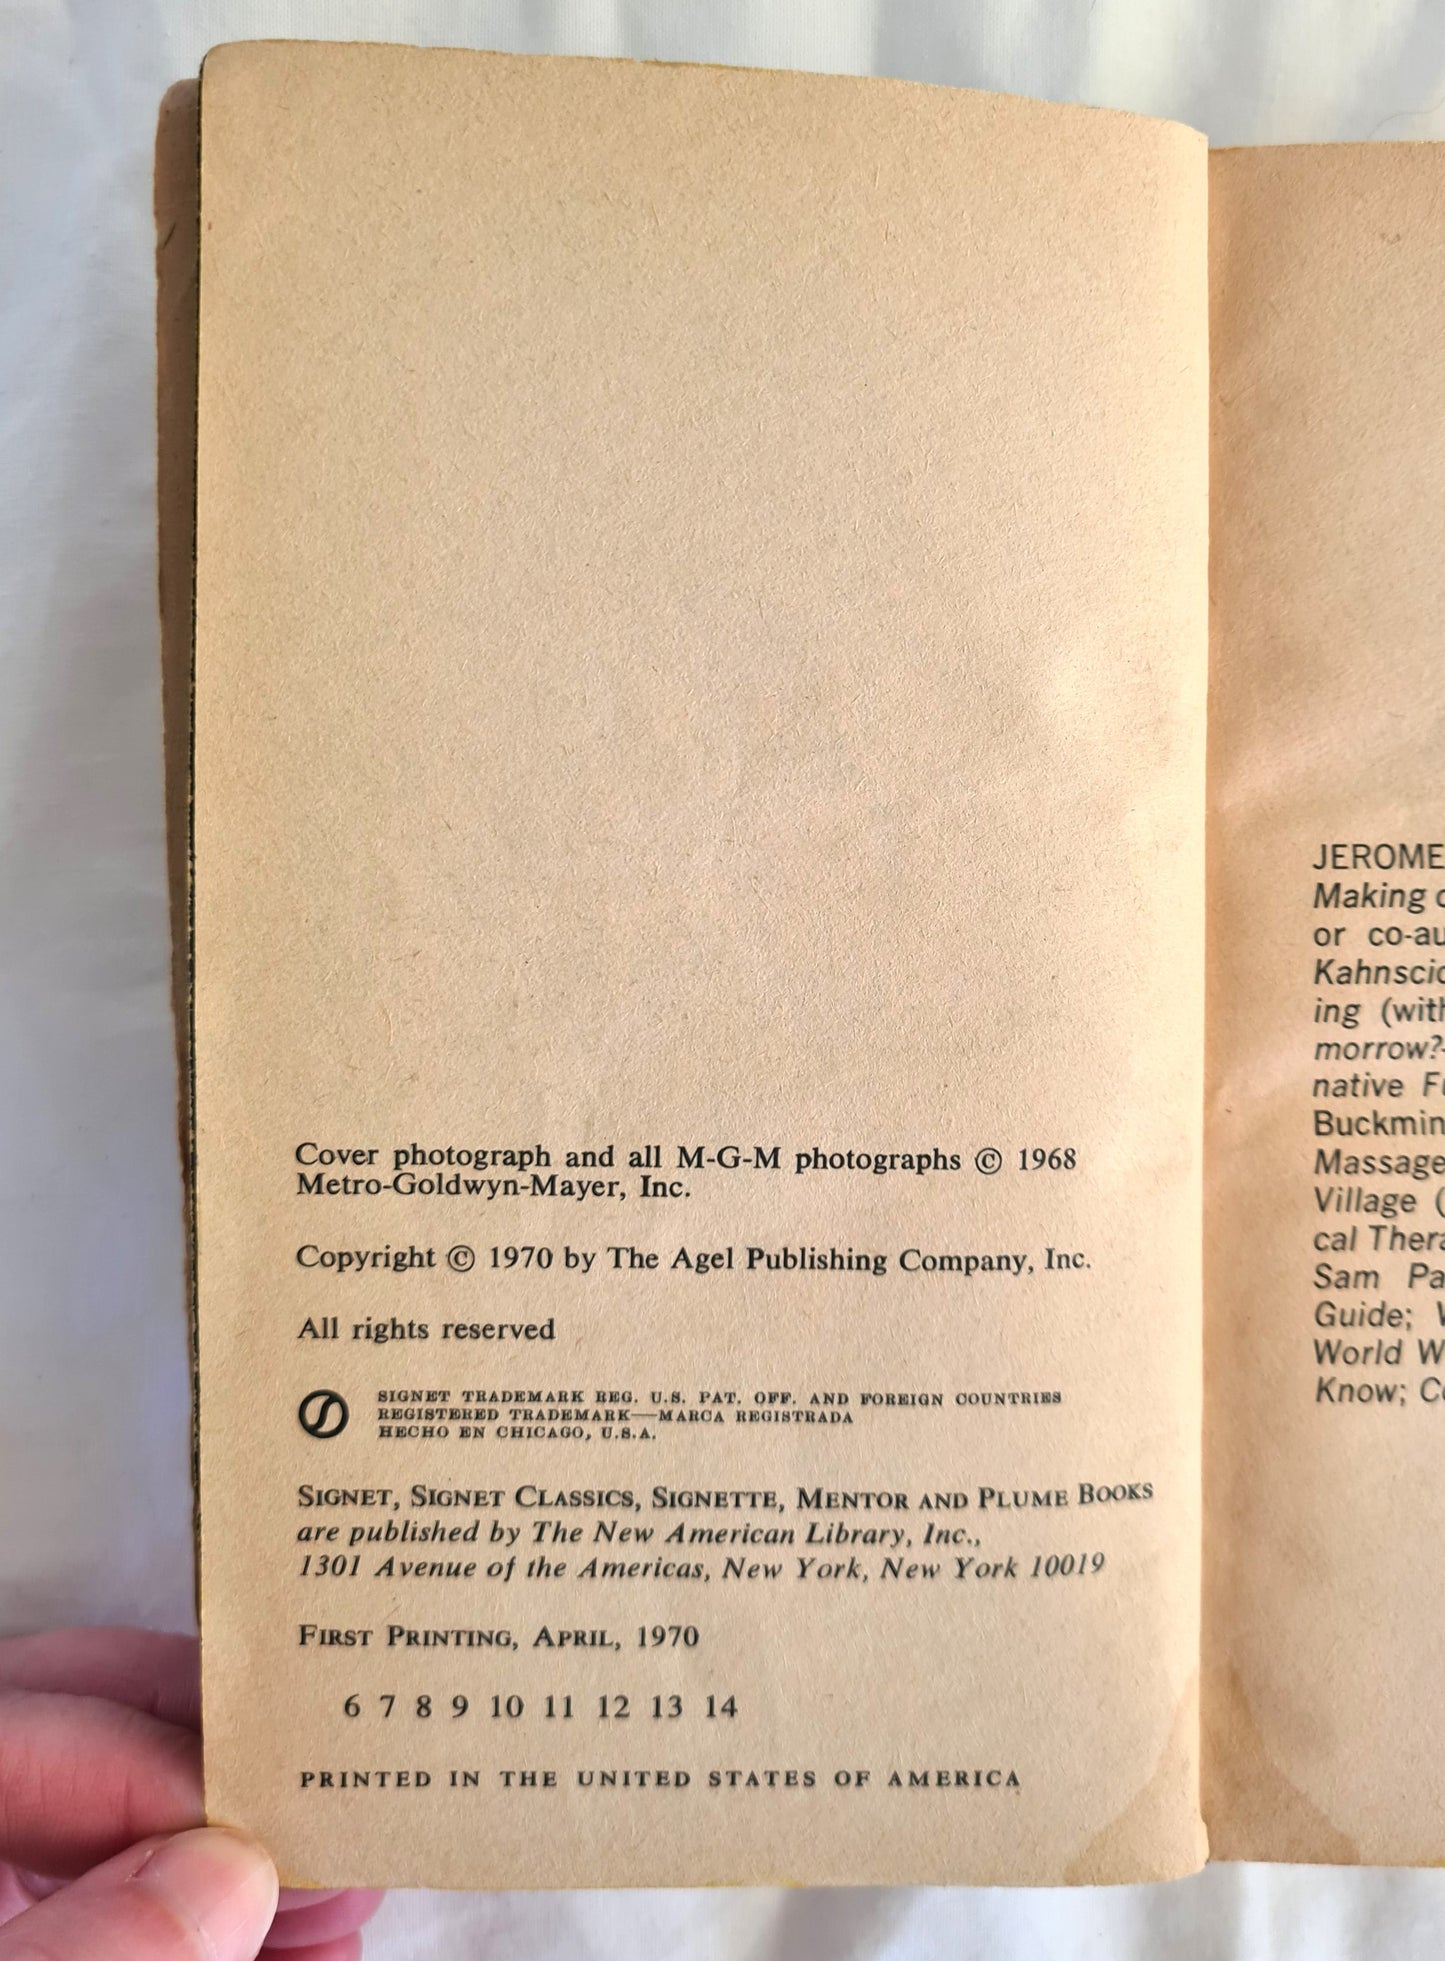 Cover photograph and all M-G-M photographs © 1968
Metro-Goldwyn-Mayer, Inc.
Copyright © 1970 by The Agel Publishing Company, Inc.
All rights reserved
SIGNET TRADEMARK REG. U.S. PAT. OFF. AND FOREIGN COUNTRIES
REGISTERED TRADEMARK—MARCA REGISTRADA
HECHO EN CHICAGO, U.S.A.
SIGNET, SIGNET CLASSICS, SIGNETTE, MENTOR AND PLUME BOOKS
are published by The New American Library, Inc.,
1301 Avenue of the Americas, New York, New York 10019
FIRST PRINTING, APRIL, 1970
6 7 8 9 10 11 12 13 14
PRINTED IN THE UNITED STATES OF AMERICA
JEROME
Making
or co-au
Kahnscio
ing (with
morrow?-
native Fu
Buckmin
Massage
Village (
cal Thera
Sam Pa
Guide; W
World W
Know; Co